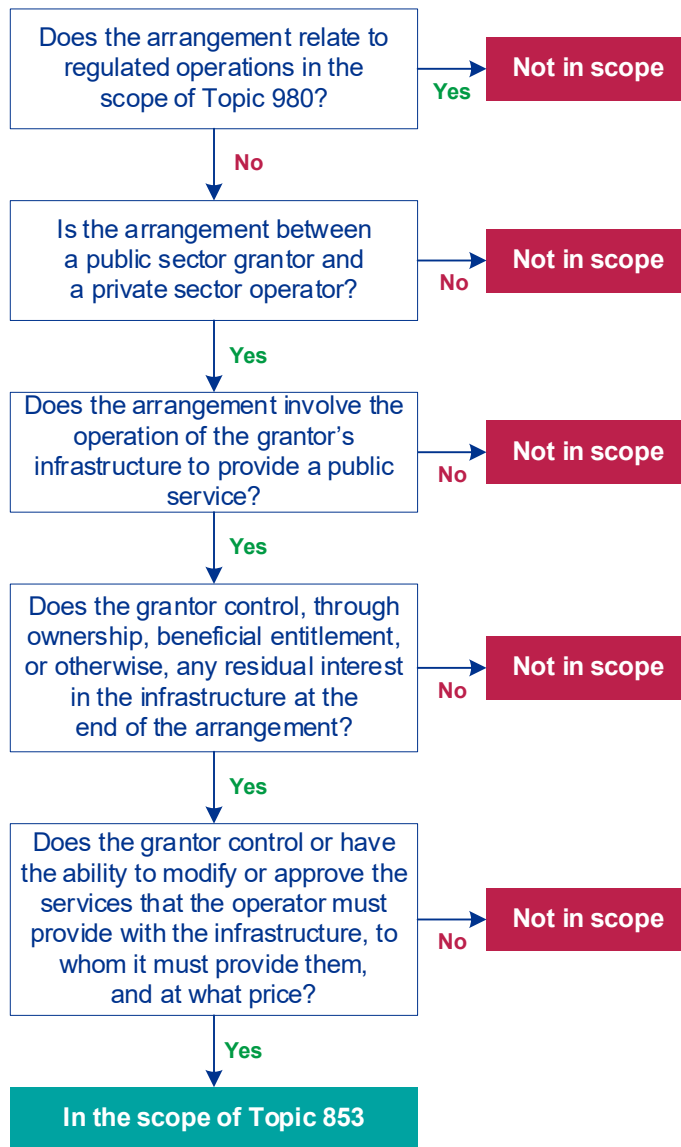 Does the arrangement relate to
regulated operations in the
scope of Topic 980?
Yes
Not in scope
No
Is the arrangement between
a public sector grantor and
a private sector operator?
No
Not in scope
Yes
Does the arrangement involve the
operation of the grantor’s
infrastructure to provide a public
service?
No
Not in scope
Yes
Does the grantor control, through
ownership, beneficial entitlement,
or otherwise, any residual interest
in the infrastructure at the
end of the arrangement?
No
Not in scope
Yes
Does the grantor control or have
the ability to modify or approve the
services that the operator must
provide with the infrastructure, to
whom it must provide them,
and at what price?
No
Not in scope
Yes
In the scope of Topic 853